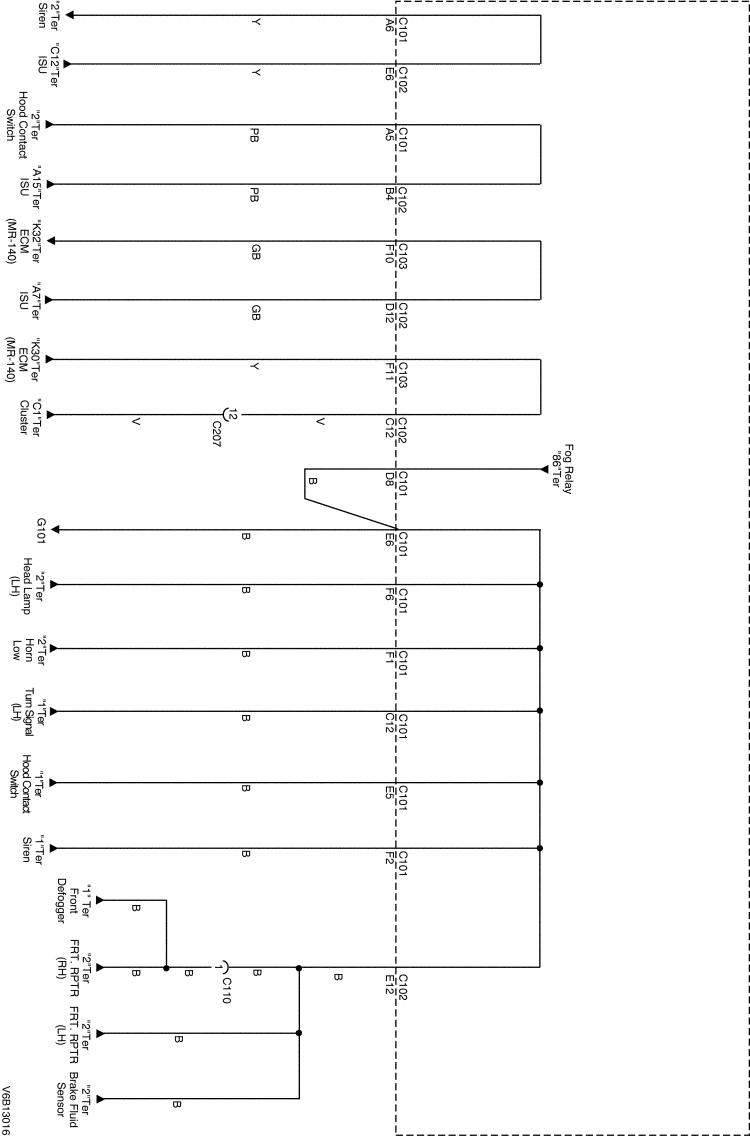 "2"Ter
Siren
Y
A6
C101
"C12"Ter
ISU
Y
E6
C102
"2"Ter
Hood Contact
Switch
PB
A5
C101
"A15"Ter
ISU
PB
B4
C102
"K32"Ter
ECM
(MR-140)
GB
F10
C103
"A7"Ter
ISU
GB
D12
C102
"K30"Ter
ECM
(MR-140)
Y
F11
C103
"C1"Ter
Cluster
V
12
C207
V
C12
C102
Fog Relay
"86"Ter
B
D8
C101
G101
B
E6
C101
"2"Ter
Head Lamp
(LH)
B
F6
C101
"2"Ter
Horn
Low
B
F1
C101
"1"Ter
Turn Signal
(LH)
B
C12
C101
"1"Ter
Hood Contact
Switch
B
E5
C101
"1"Ter
Siren
B
F2
C101
"1" Ter
Front
Defogger
B
"2"Ter
FRT. RPTR
(RH)
B
B
1
C110
B
B
E12
C102
"2"Ter
FRT. RPTR
(LH)
B
"2"Ter
Brake Fluid
Sensor
B
V6B13016